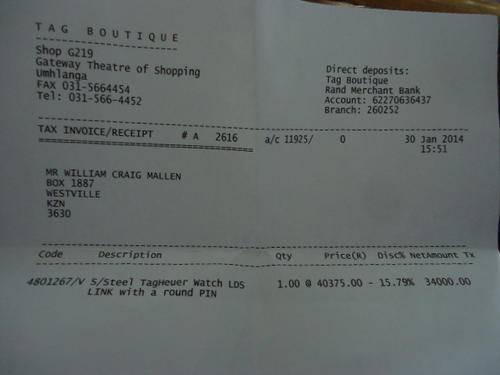 TAG BOUTIQUE
Shop G219
Gateway Theatre of Shopping
Umhlanga
FAX 031-5664454
Tel: 031-566-4452
Direct deposits:
Tag Boutique
Rand Merchant Bank
Account: 62270636437
Branch: 260252
TAX INVOICE/RECEIPT # A 2616 a/c 11925/ 0 30 Jan 2014
15:51
MR WILLIAM CRAIG MALLEN
BOX 1887
WESTVILLE
KZN
3630
Code Description Qty Price(R) Disc% NetAmount Tx
4801267/V S/Steel TagHeuer Watch LDS 1.00 @ 40375.00 - 15.79% 34000.00
LINK with a round PIN